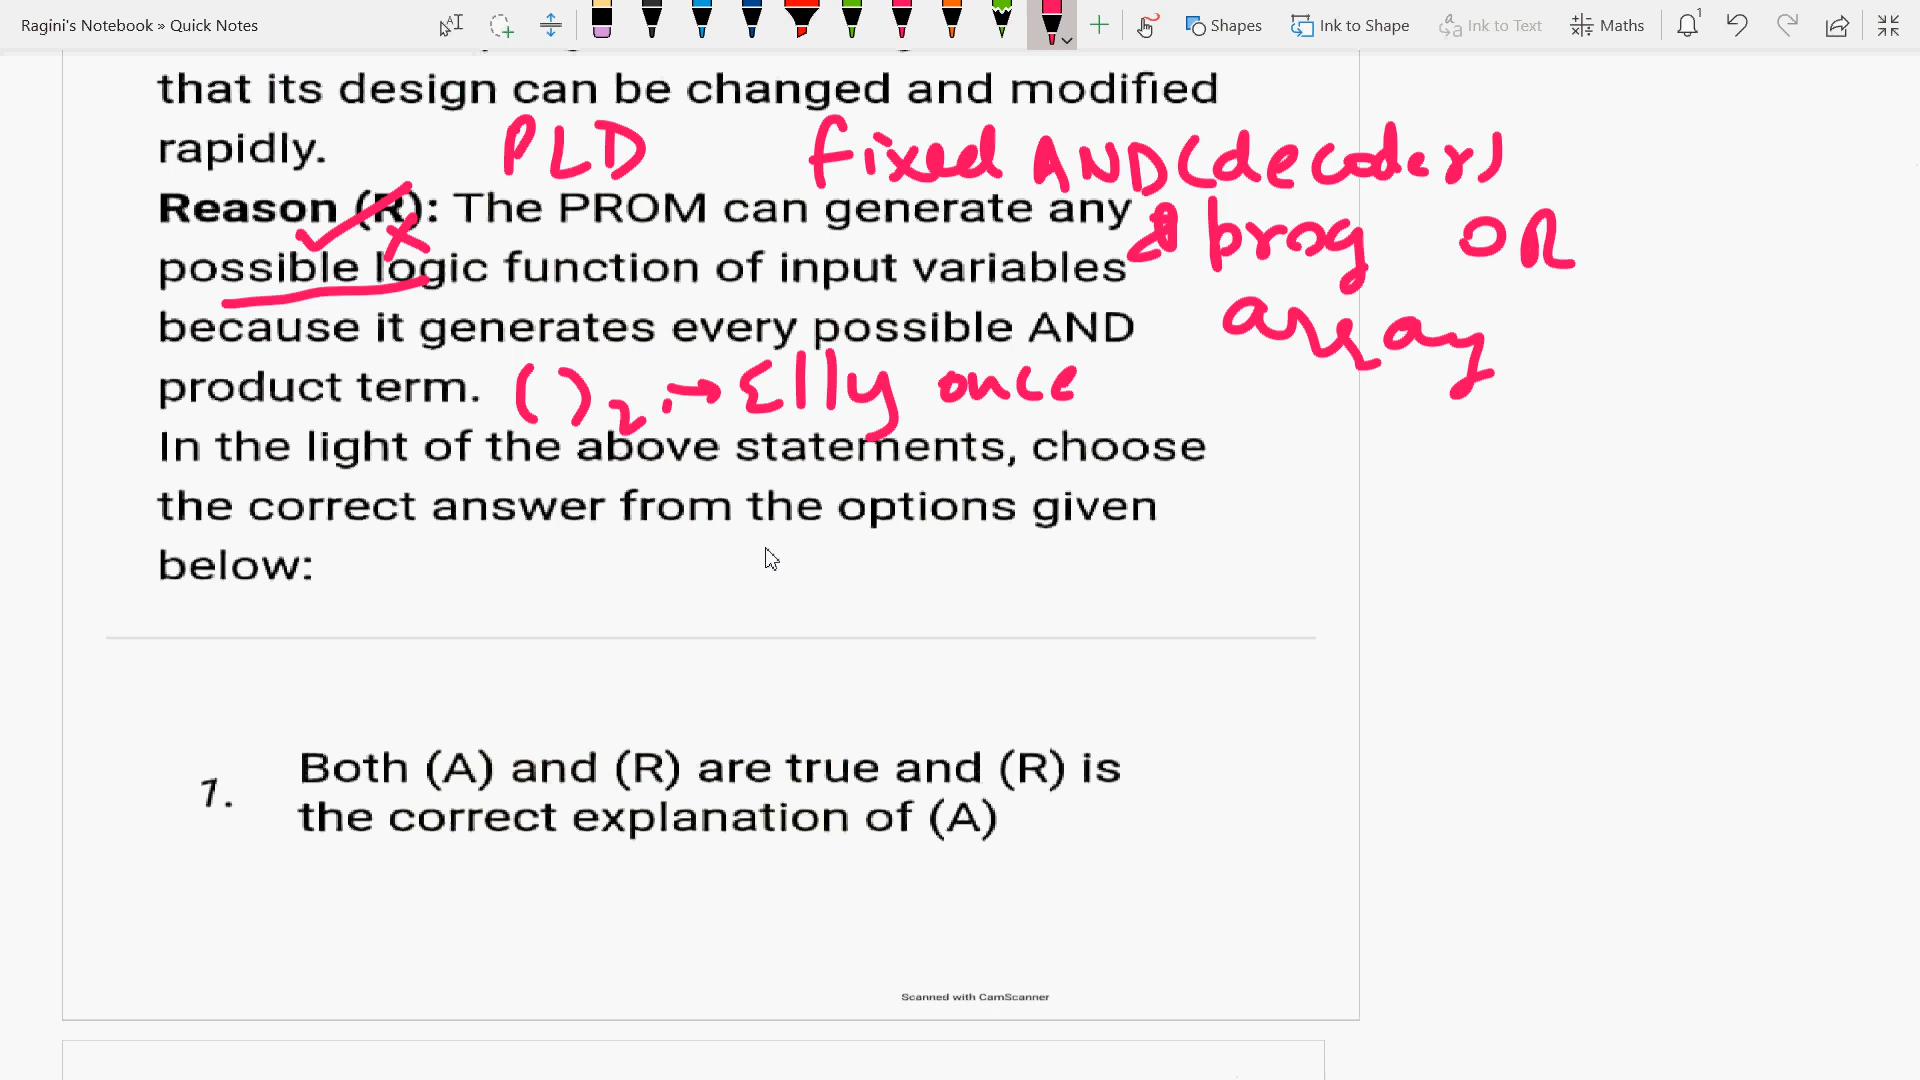 Ragini's Notebook » Quick Notes
Shapes
Ink to Shape
Ink to Text
Maths
1
that its design can be changed and modified
rapidly.
PLD
fixed AND (decoder)
Reason (R): The PROM can generate any
& prog OR
possible logic function of input variables
because it generates every possible AND
array
product term.
( )2. → Elly once
In the light of the above statements, choose
the correct answer from the options given
below:
1. Both (A) and (R) are true and (R) is
the correct explanation of (A)
Scanned with CamScanner